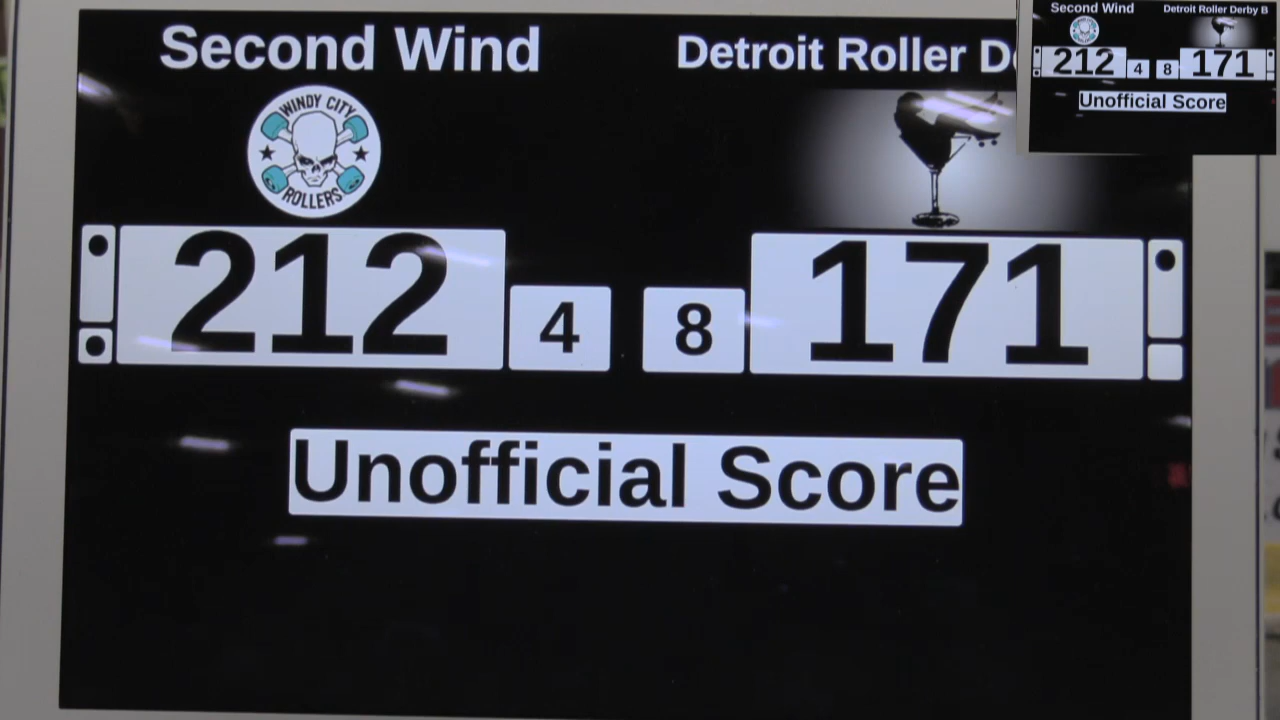 Second Wind
Detroit Roller De
WINDY CITY
ROLLERS
212
4
8
171
Unofficial Score
Second Wind
Detroit Roller Derby B
212
4
8
171
Unofficial Score